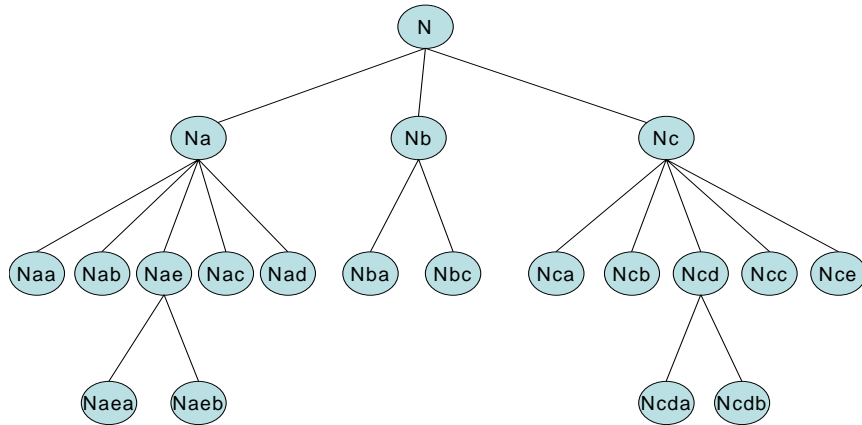 N
Na Nb Nc
Naa Nab Nae Nac Nad Nba Nbc Nca Ncb Ncd Ncc Nce
Naea Naeb Ncda Ncdb